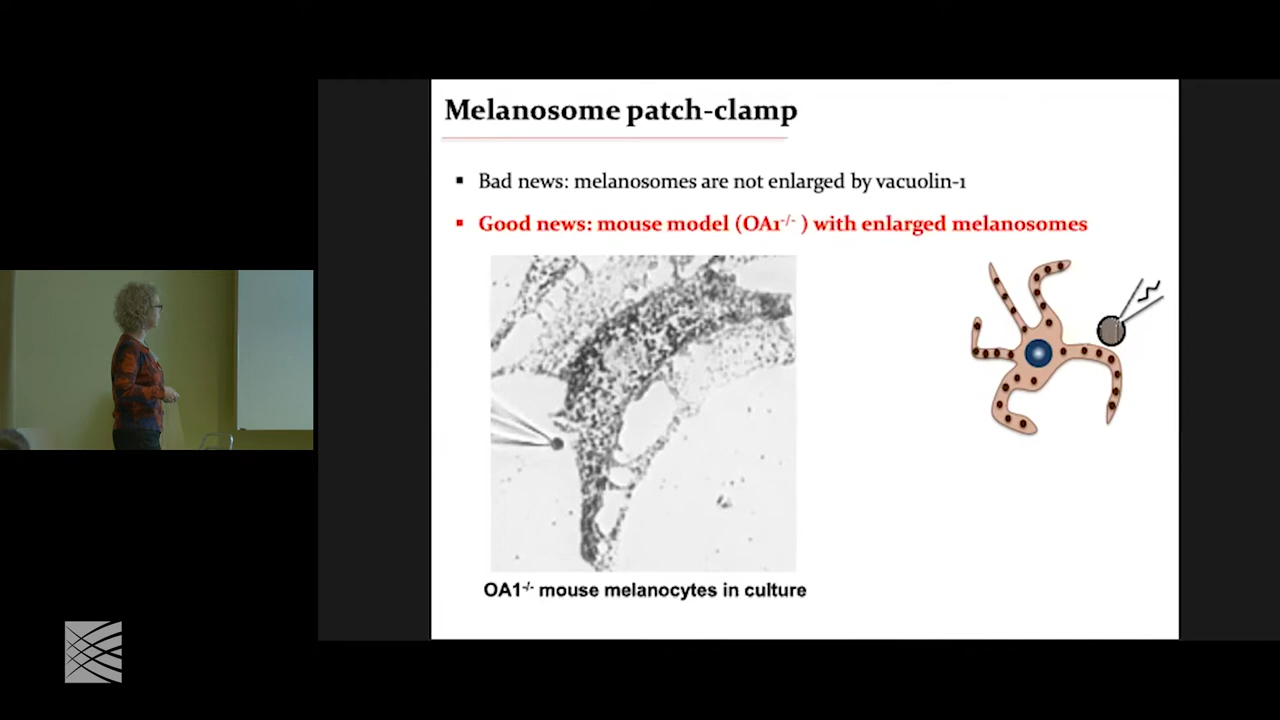 Melanosome patch-clamp
▪ Bad news: melanosomes are not enlarged by vacuolin-1
▪ Good news: mouse model (OA1-/- ) with enlarged melanosomes
OA1-/- mouse melanocytes in culture